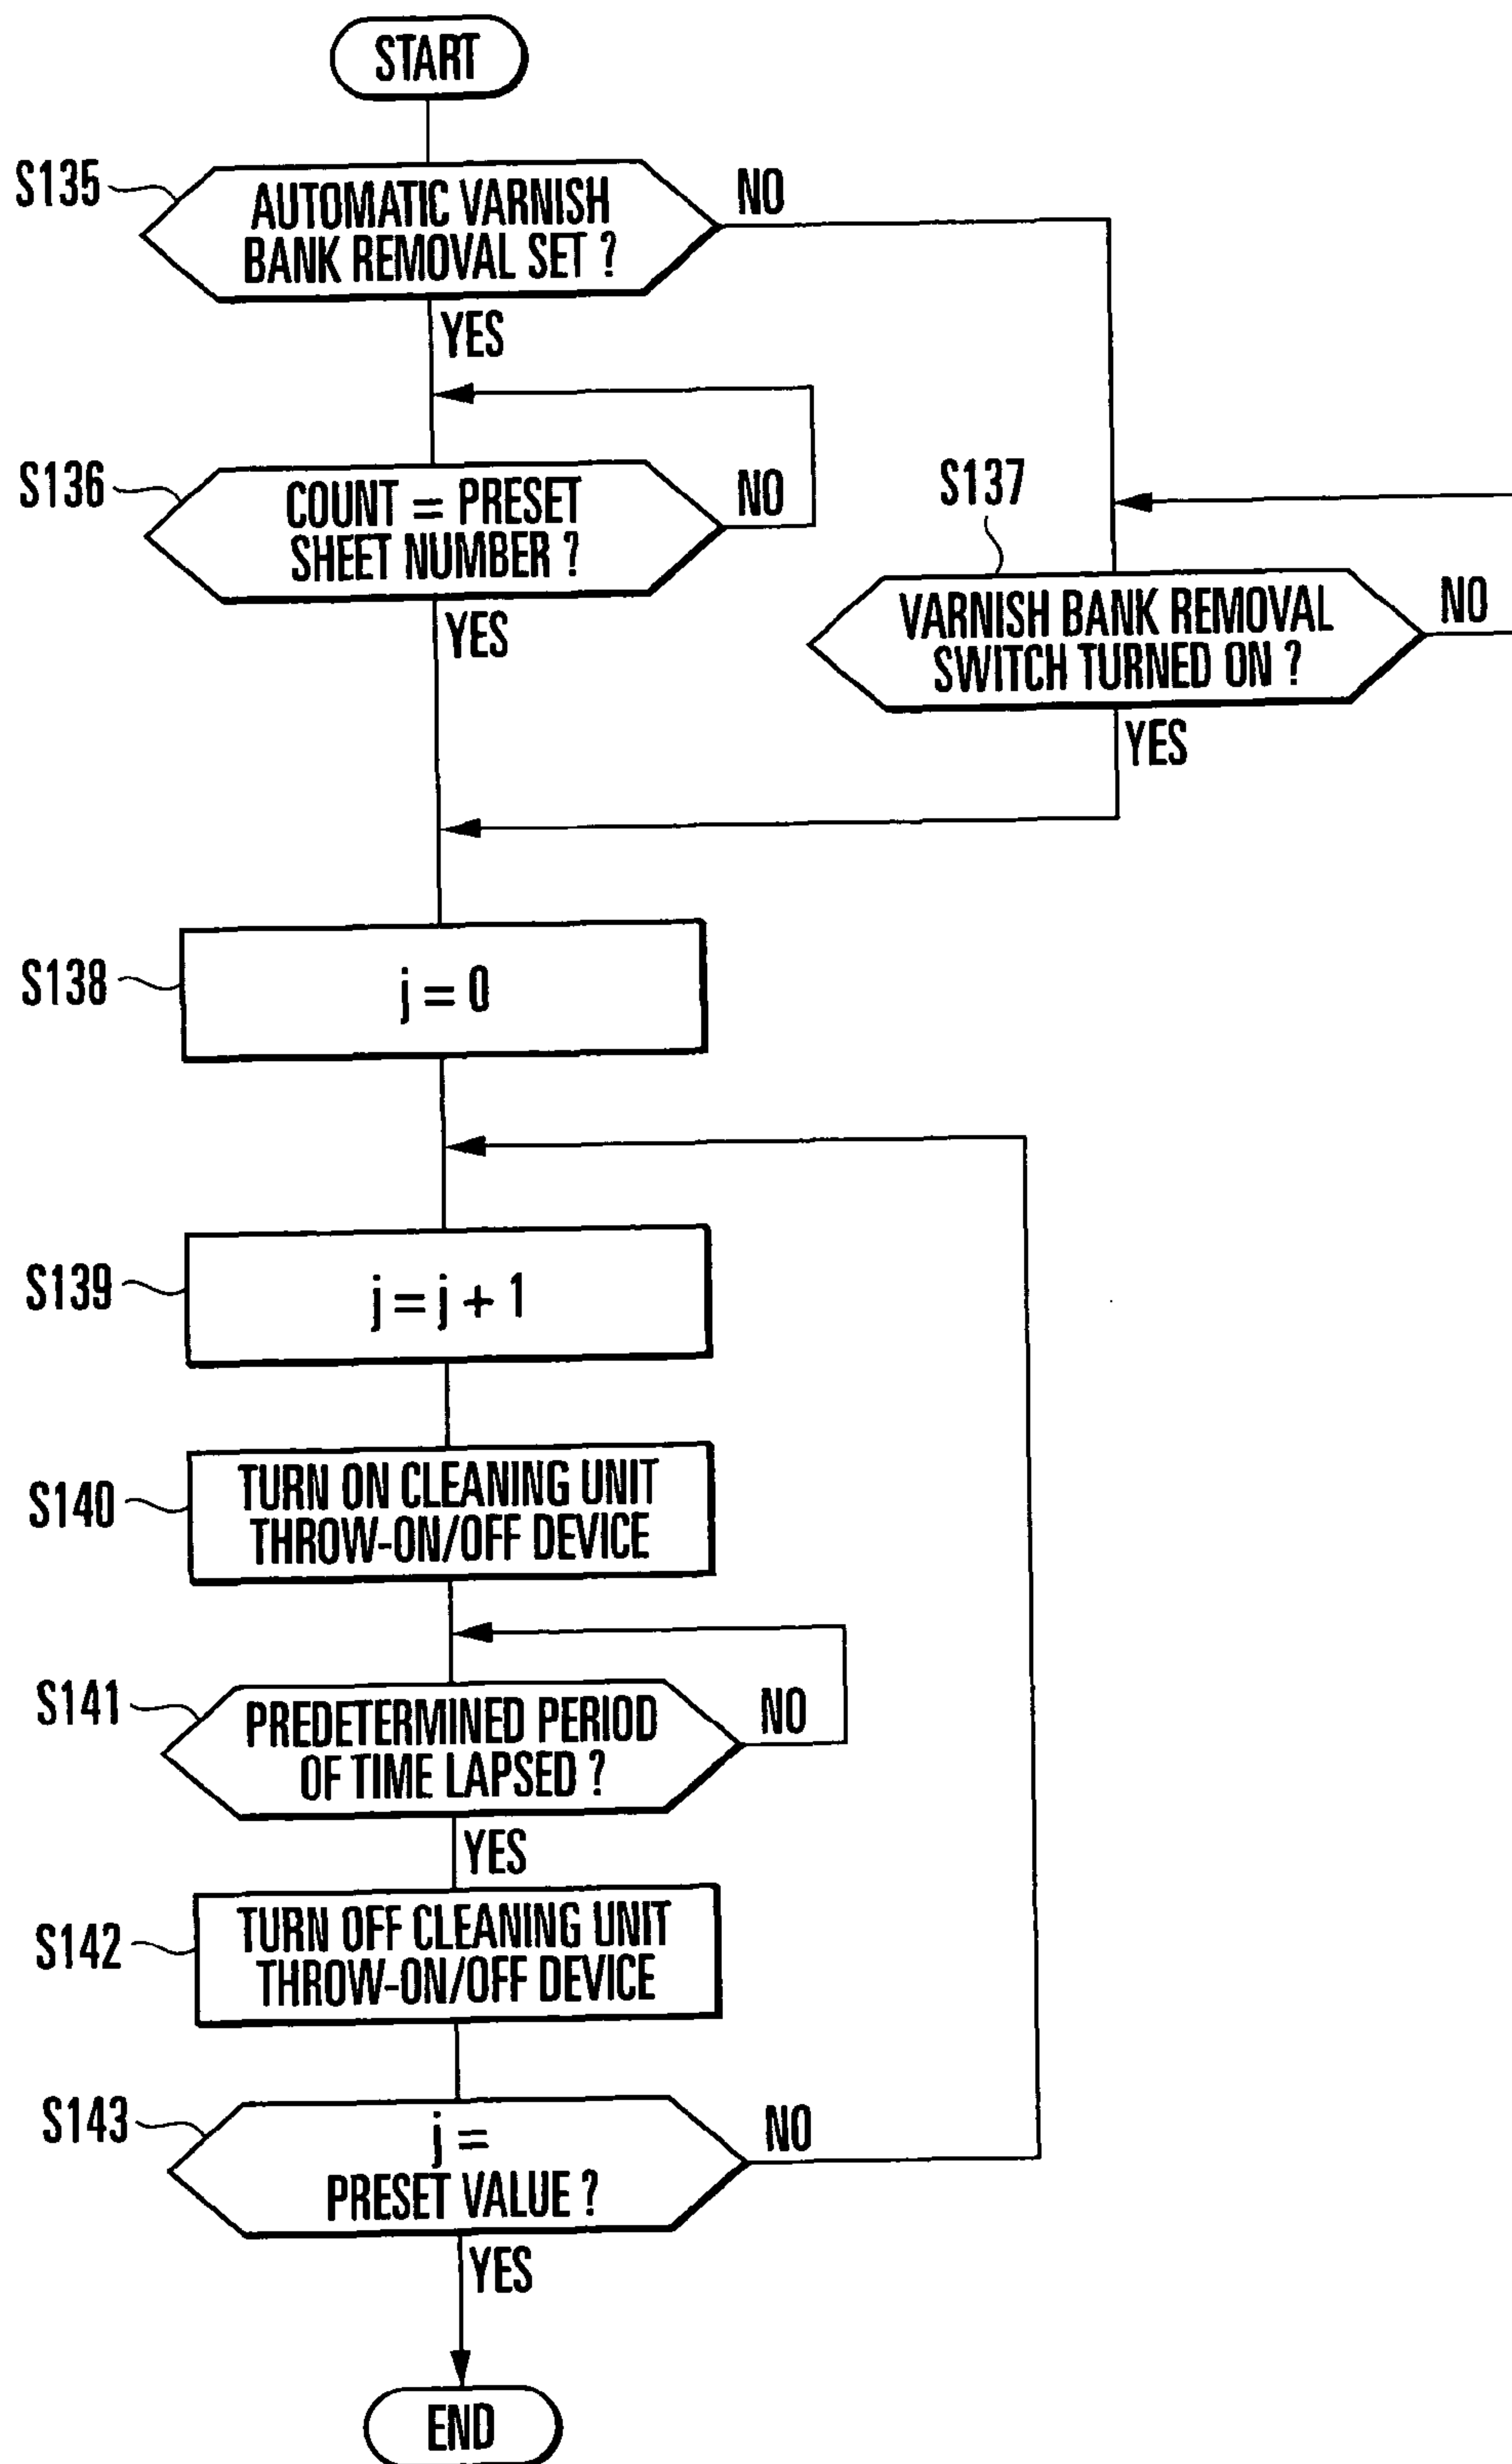 START
S135
AUTOMATIC VARNISH
BANK REMOVAL SET ?
NO
YES
S136
COUNT = PRESET
SHEET NUMBER ?
NO
YES
S137
VARNISH BANK REMOVAL
SWITCH TURNED ON ?
NO
YES
S138
j = 0
S139
j = j + 1
S140
TURN ON CLEANING UNIT
THROW-ON/OFF DEVICE
S141
PREDETERMINED PERIOD
OF TIME LAPSED ?
NO
YES
S142
TURN OFF CLEANING UNIT
THROW-ON/OFF DEVICE
S143
j =
PRESET VALUE ?
NO
YES
END